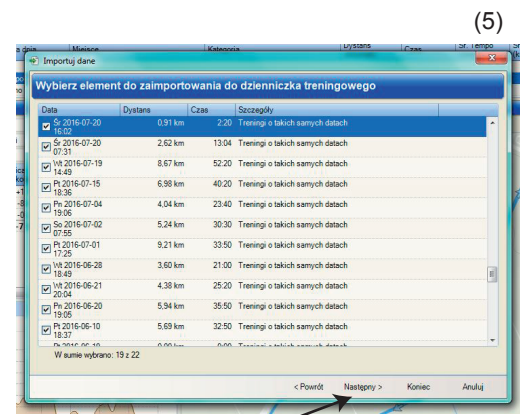 (5)
Miejsce Kategoria Dystans Czas Sr. Tempo
Importuj dane
Wybierz element do zaimportowania do dzienniczka treningowego
Data Dystans Czas Szczegóły
Śr 2016-07-20 16:02 0,91 km 2:20 Treningi o takich samych datach
Śr 2016-07-20 07:31 2,62 km 13:04 Treningi o takich samych datach
Wt 2016-07-19 14:49 8,67 km 52:20 Treningi o takich samych datach
Pt 2016-07-15 18:36 6,98 km 40:20 Treningi o takich samych datach
Pn 2016-07-04 19:06 4,04 km 23:40 Treningi o takich samych datach
So 2016-07-02 07:55 5,24 km 30:30 Treningi o takich samych datach
Pt 2016-07-01 17:25 9,21 km 33:50 Treningi o takich samych datach
Wt 2016-06-28 18:49 3,60 km 21:00 Treningi o takich samych datach
Wt 2016-06-21 20:04 4,38 km 25:20 Treningi o takich samych datach
Pn 2016-06-20 19:05 5,94 km 35:50 Treningi o takich samych datach
Pt 2016-06-10 18:37 5,69 km 32:50 Treningi o takich samych datach
W sumie wybrano: 19 z 22
< Powrót Następny > Koniec Anuluj